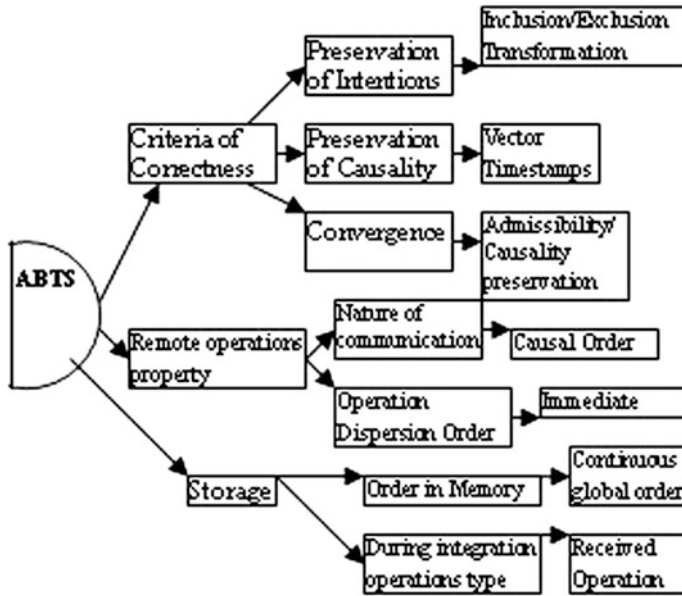 Inclusion/Exclusion
Transformation
Preservation
of Intentions
Criteria of
Correctness
Preservation
of Causality
Vector
Timestamps
Convergence
Admissibility/
Causality
preservation
ABTS
Remote operations
property
Nature of
communication
Causal Order
Operation
Dispersion Order
Immediate
Storage
Order in Memory
Continuous
global order
During integration
operations type
Received
Operation